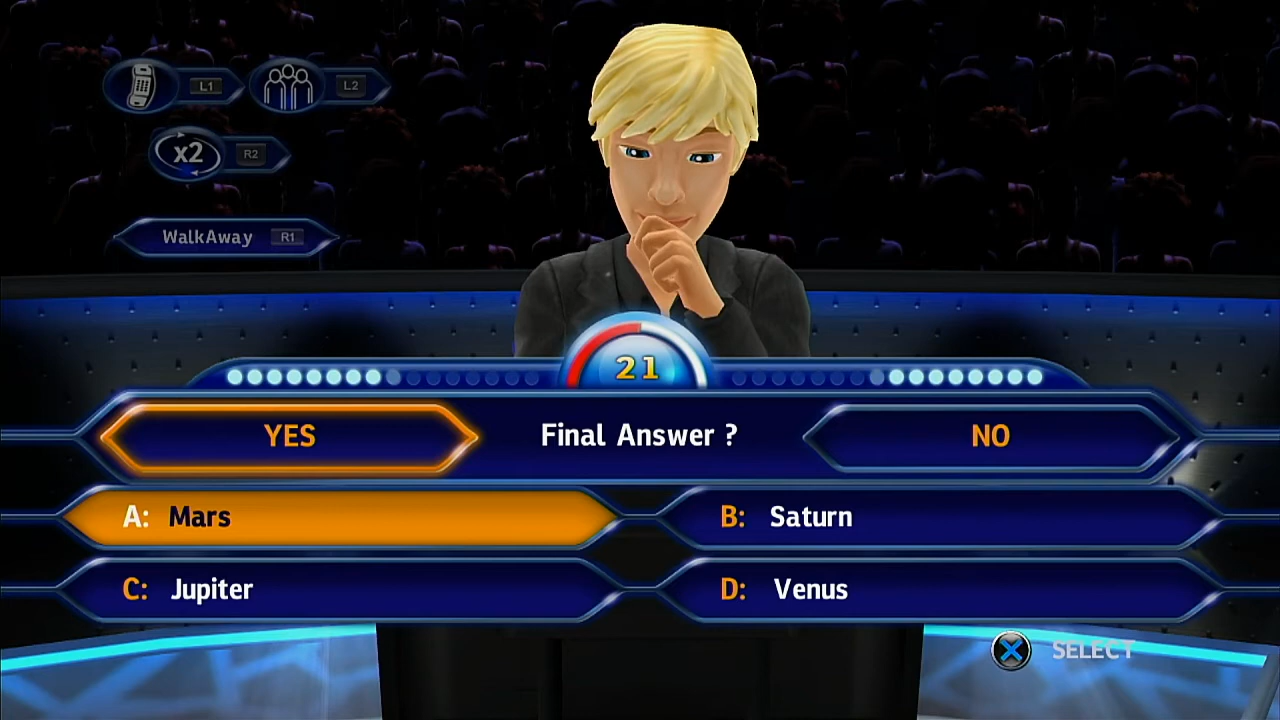 L1
L2
x2
R2
WalkAway R1
21
YES Final Answer ? NO
A: Mars B: Saturn
C: Jupiter D: Venus
SELECT